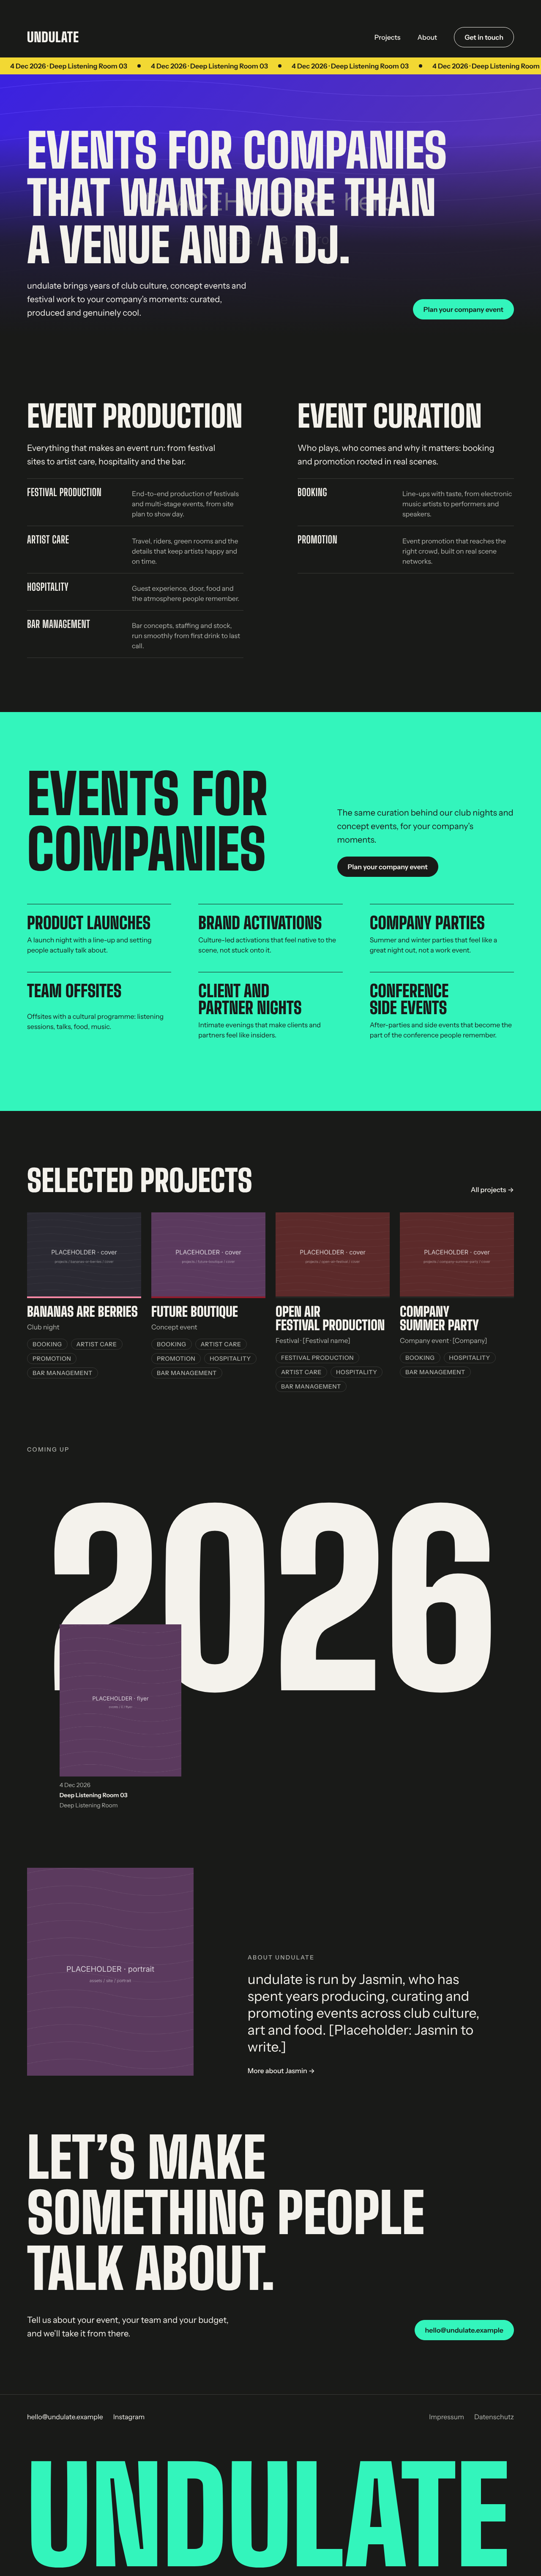 UNDULATE
Projects
About
Get in touch
4 Dec 2026 · Deep Listening Room 03 • 4 Dec 2026 · Deep Listening Room 03 • 4 Dec 2026 · Deep Listening Room 03 • 4 Dec 2026 · Deep Listening Room
EVENTS FOR COMPANIES
THAT WANT MORE THAN
A VENUE AND A DJ.
undulate brings years of club culture, concept events and
festival work to your company's moments: curated,
produced and genuinely cool.
Plan your company event
EVENT PRODUCTION
Everything that makes an event run: from festival
sites to artist care, hospitality and the bar.
FESTIVAL PRODUCTION
End-to-end production of festivals
and multi-stage events, from site
plan to show day.
ARTIST CARE
Travel, riders, green rooms and the
details that keep artists happy and
on time.
HOSPITALITY
Guest experience, door, food and
the atmosphere people remember.
BAR MANAGEMENT
Bar concepts, staffing and stock,
run smoothly from first drink to last
call.
EVENT CURATION
Who plays, who comes and why it matters: booking
and promotion rooted in real scenes.
BOOKING
Line-ups with taste, from electronic
music artists to performers and
speakers.
PROMOTION
Event promotion that reaches the
right crowd, built on real scene
networks.
EVENTS FOR
COMPANIES
The same curation behind our club nights and
concept events, for your company's
moments.
Plan your company event
PRODUCT LAUNCHES
A launch night with a line-up and setting
people actually talk about.
BRAND ACTIVATIONS
Culture-led activations that feel native to the
scene, not stuck onto it.
COMPANY PARTIES
Summer and winter parties that feel like a
great night out, not a work event.
TEAM OFFSITES
Offsites with a cultural programme: listening
sessions, talks, food, music.
CLIENT AND
PARTNER NIGHTS
Intimate evenings that make clients and
partners feel like insiders.
CONFERENCE
SIDE EVENTS
After-parties and side events that become the
part of the conference people remember.
SELECTED PROJECTS
All projects →
PLACEHOLDER · cover
BANANAS ARE BERRIES
Club night
BOOKING
ARTIST CARE
PROMOTION
BAR MANAGEMENT
PLACEHOLDER · cover
FUTURE BOUTIQUE
Concept event
BOOKING
ARTIST CARE
PROMOTION
HOSPITALITY
BAR MANAGEMENT
PLACEHOLDER · cover
OPEN AIR
FESTIVAL PRODUCTION
Festival · [Festival name]
FESTIVAL PRODUCTION
ARTIST CARE
HOSPITALITY
BAR MANAGEMENT
PLACEHOLDER · cover
COMPANY
SUMMER PARTY
Company event · [Company]
BOOKING
HOSPITALITY
BAR MANAGEMENT
COMING UP
2026
PLACEHOLDER · flyer
4 Dec 2026
Deep Listening Room 03
Deep Listening Room
PLACEHOLDER · portrait
assets / site / portrait
ABOUT UNDULATE
undulate is run by Jasmin, who has
spent years producing, curating and
promoting events across club culture,
art and food. [Placeholder: Jasmin to
write.]
More about Jasmin →
LET'S MAKE
SOMETHING PEOPLE
TALK ABOUT.
Tell us about your event, your team and your budget,
and we'll take it from there.
hello@undulate.example
hello@undulate.example
Instagram
Impressum
Datenschutz
UNDULATE